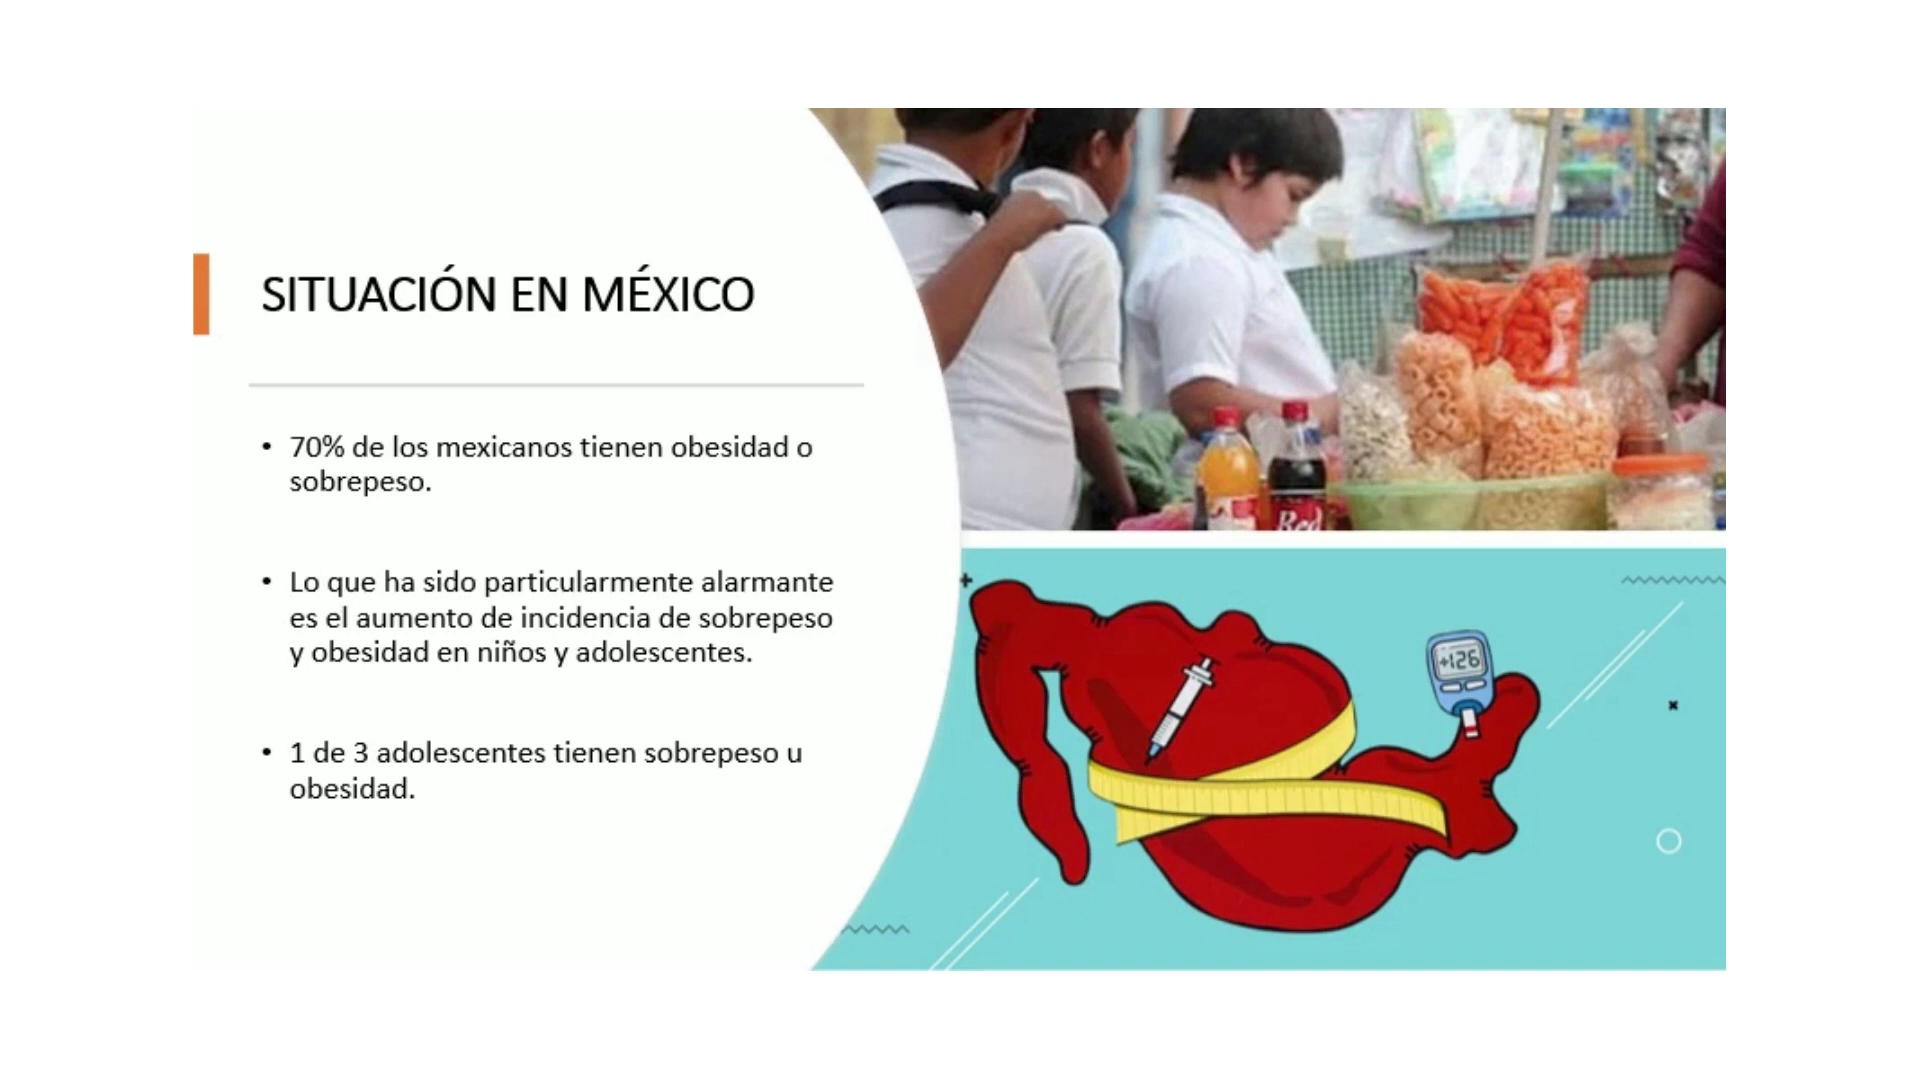 SITUACIÓN EN MÉXICO
• 70% de los mexicanos tienen obesidad o
sobrepeso.
• Lo que ha sido particularmente alarmante
es el aumento de incidencia de sobrepeso
y obesidad en niños y adolescentes.
• 1 de 3 adolescentes tienen sobrepeso u
obesidad.
Red
+126